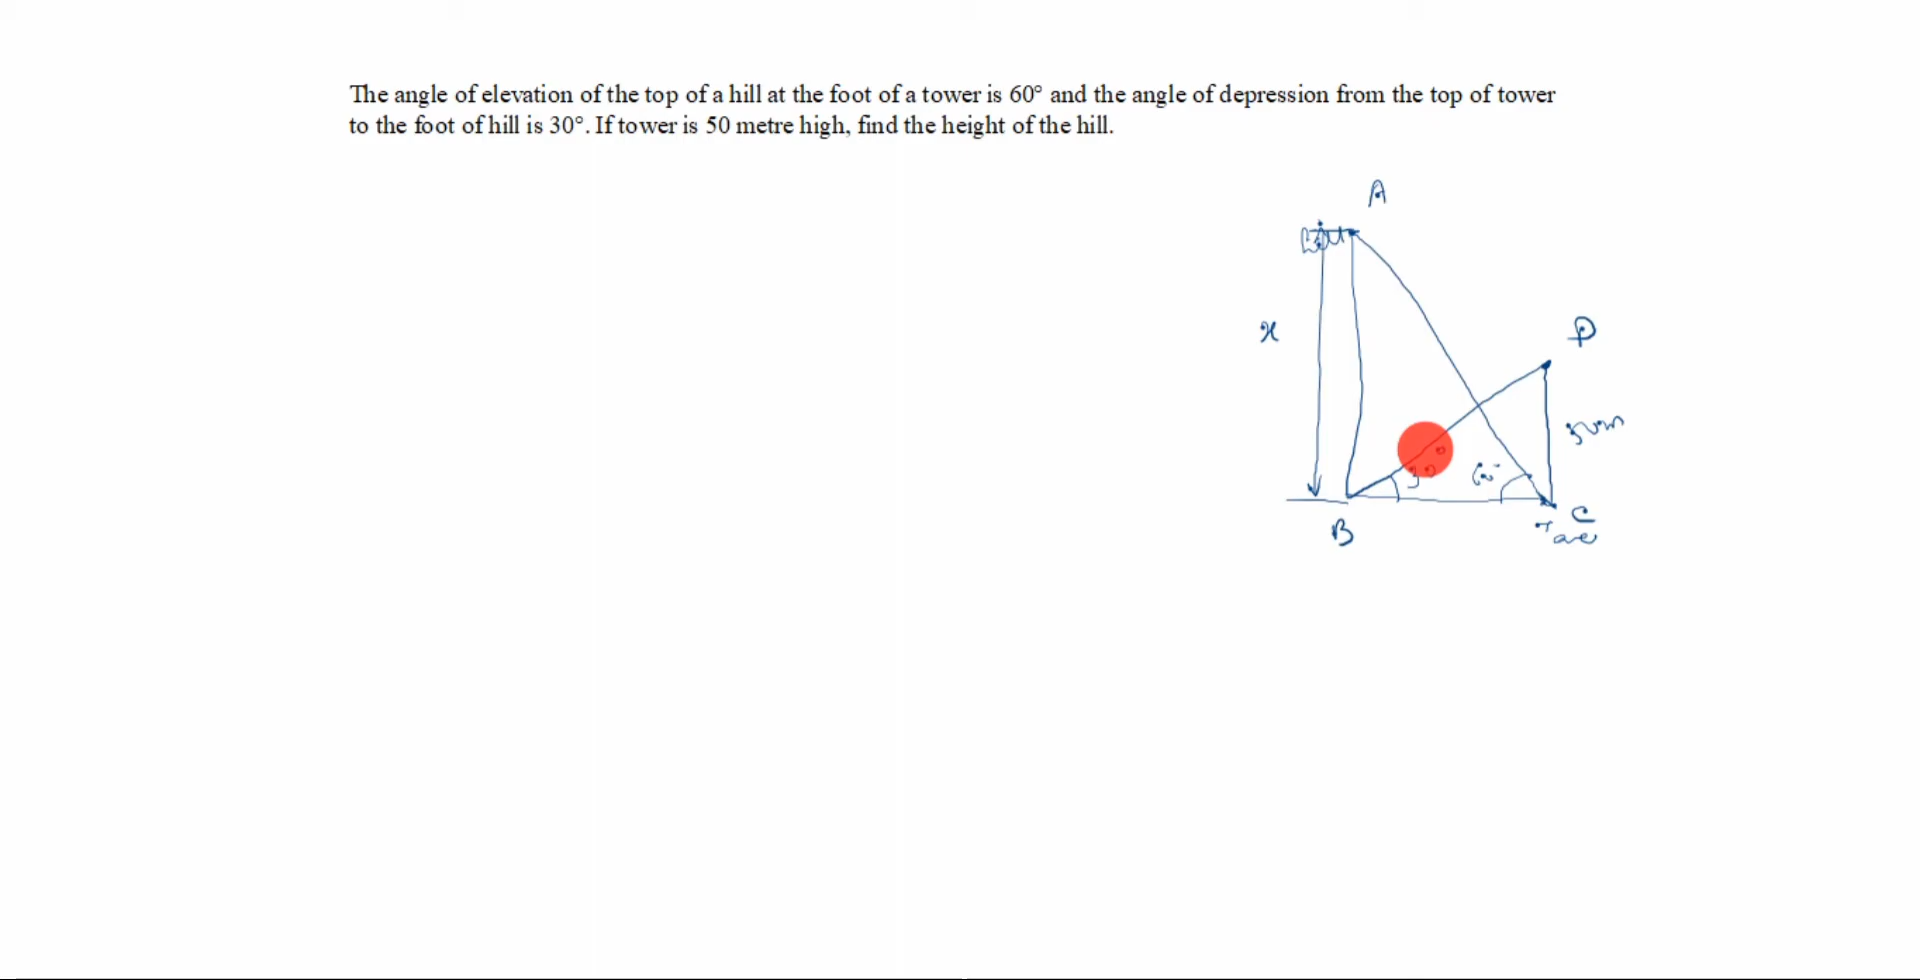 The angle of elevation of the top of a hill at the foot of a tower is 60° and the angle of depression from the top of tower
to the foot of hill is 30°. If tower is 50 metre high, find the height of the hill.
A
hill
x
D
50m
30°
60°
C
B